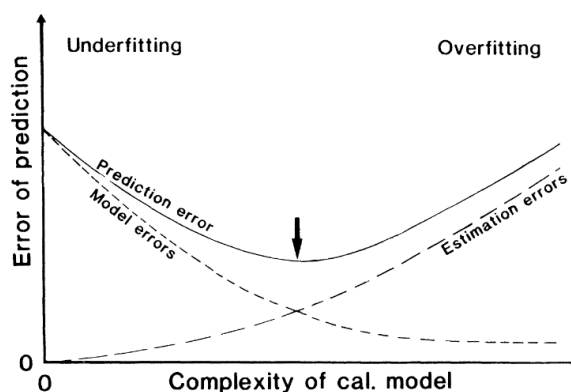 Underfitting
Overfitting
Error of prediction
Prediction error
Model errors
Estimation errors
0
0
Complexity of cal. model